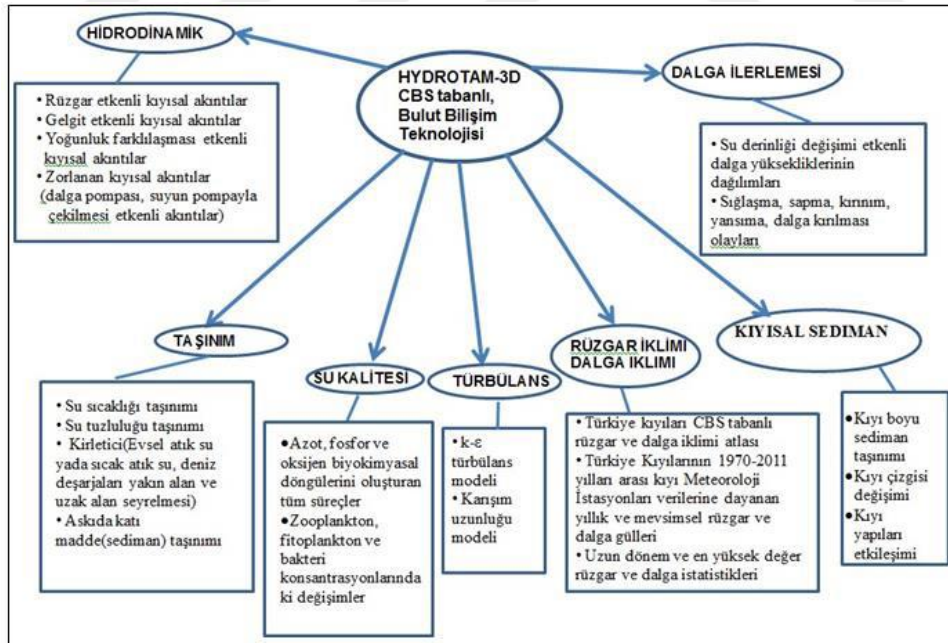 HİDRODİNAMİK
• Rüzgar etkenli kıyısal akıntılar
• Gelgit etkenli kıyısal akıntılar
• Yoğunluk farklılaşması etkenli
kıyısal akıntılar
• Zorlanan kıyısal akıntılar
(dalga pompası, suyun pompayla
çekilmesi etkenli akıntılar)
HYDROTAM-3D
CBS tabanlı,
Bulut Bilişim
Teknolojisi
DALGA İLERLEMESİ
• Su derinliği değişimi etkenli
dalga yüksekliklerinin
dağılımları
• Sığlaşma, sapma, kırınım,
yansıma, dalga kırılması
olayları
TAŞINIM
• Su sıcaklığı taşınımı
• Su tuzluluğu taşınımı
• Kirletici(Evsel atık su
yada sıcak atık su, deniz
deşarjaları yakın alan ve
uzak alan seyrelmesi)
• Askıda katı
madde(sediman) taşınımı
SU KALİTESİ
•Azot, fosfor ve
oksijen biyokimyasal
döngülerini oluşturan
tüm süreçler
•Zooplankton,
fitoplankton ve
bakteri
konsantrasyonlarında
ki değişimler
TÜRBÜLANS
• k-ε
türbülans
modeli
• Karışım
uzunluğu
modeli
RÜZGAR İKLİMİ
DALGA IKLIMI
• Türkiye kıyıları CBS tabanlı
rüzgar ve dalga iklimi atlası
• Türkiye Kıyılarının 1970-2011
yılları arası kıyı Meteoroloji
İstasyonları verilerine dayanan
yıllık ve mevsimsel rüzgar ve
dalga gülleri
• Uzun dönem ve en yüksek değer
rüzgar ve dalga istatistikleri
KIYISAL SEDIMAN
•Kıyı boyu
sediman
taşınımı
•Kıyı çizgisi
değişimi
•Kıyı
yapıları
etkileşimi